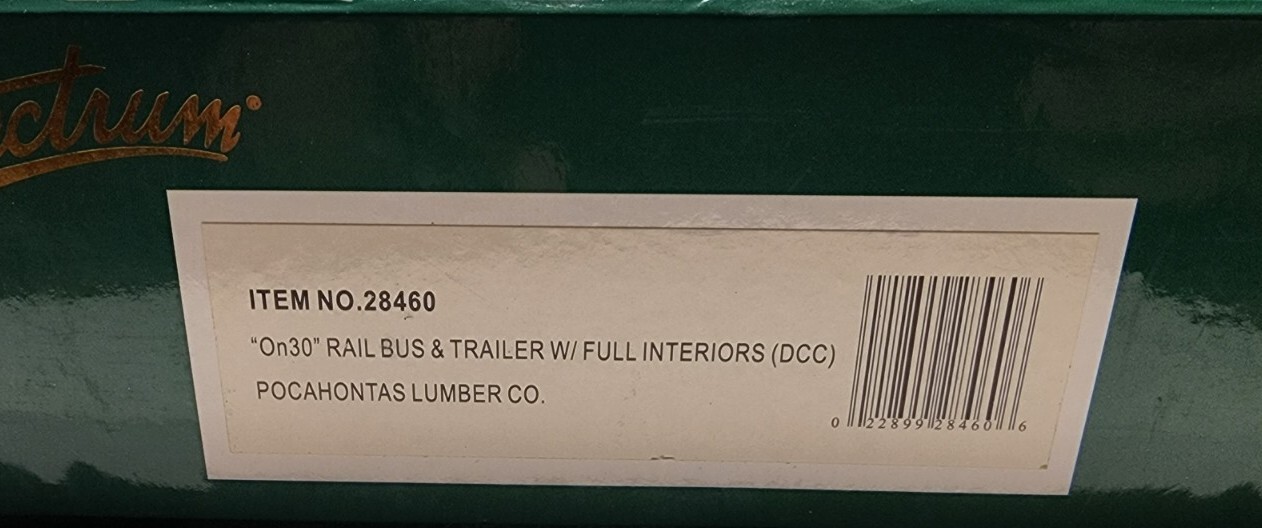 ctrum
ITEM NO.28460
“On30” RAIL BUS & TRAILER W/ FULL INTERIORS (DCC)
POCAHONTAS LUMBER CO.
0 22899 28460 6